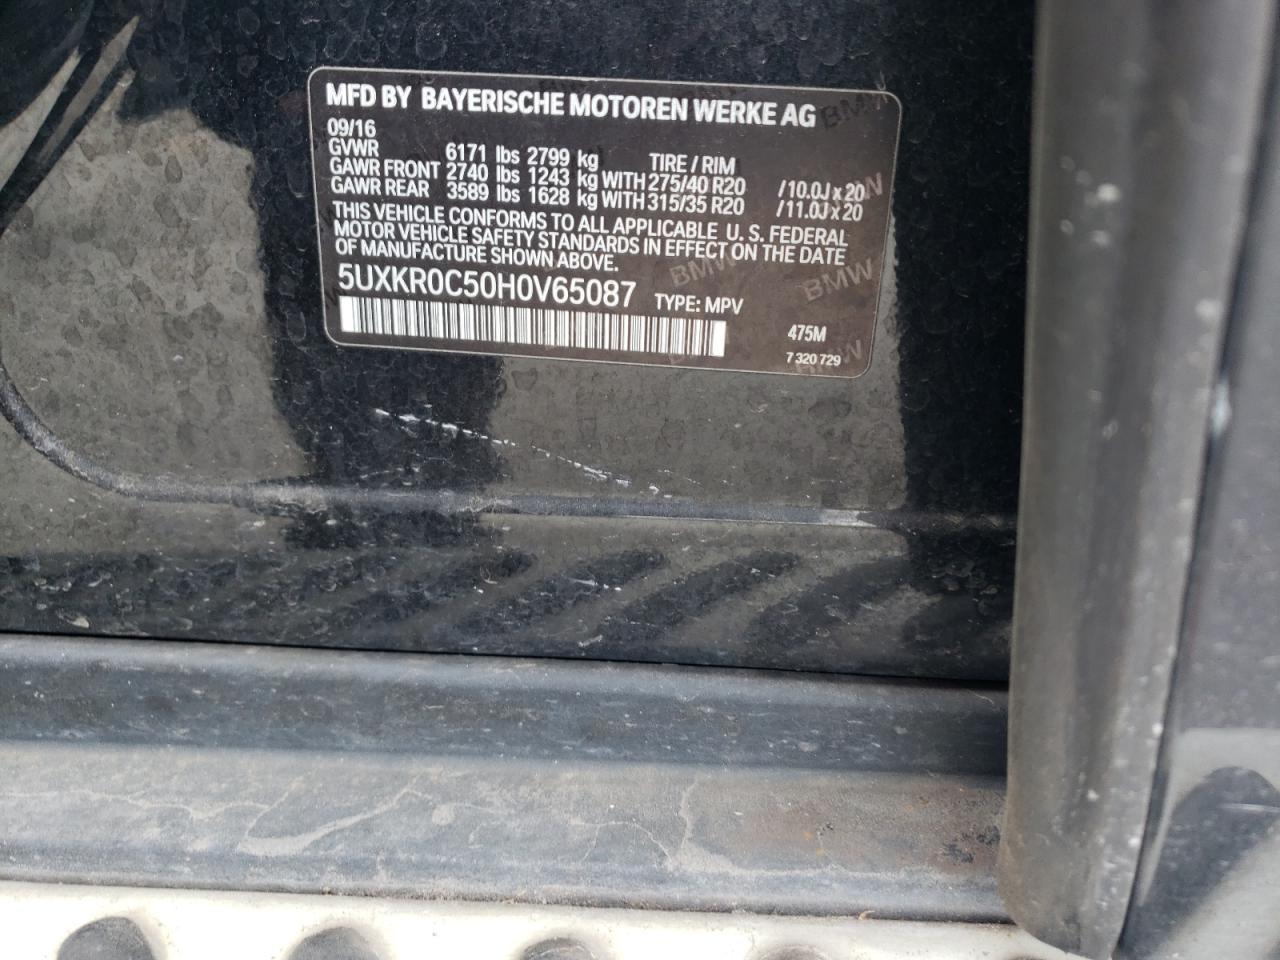 MFD BY BAYERISCHE MOTOREN WERKE AG
09/16
GVWR 6171 lbs 2799 kg TIRE / RIM
GAWR FRONT 2740 lbs 1243 kg WITH 275/40 R20 /10.0J x 20
GAWR REAR 3589 lbs 1628 kg WITH 315/35 R20 /11.0J x 20
THIS VEHICLE CONFORMS TO ALL APPLICABLE U. S. FEDERAL
MOTOR VEHICLE SAFETY STANDARDS IN EFFECT ON THE DATE
OF MANUFACTURE SHOWN ABOVE.
5UXKR0C50H0V65087 TYPE: MPV
475M
7 320 729
BMW
BMW
BMW